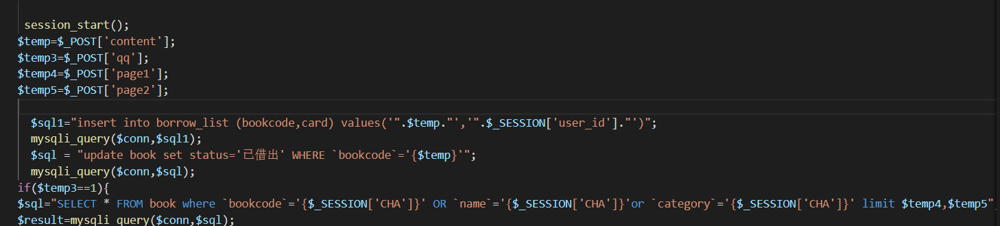 session_start();
$temp=$_POST['content'];
$temp3=$_POST['qq'];
$temp4=$_POST['page1'];
$temp5=$_POST['page2'];
$sql1="insert into borrow_list (bookcode,card) values('".$temp."','".$_SESSION['user_id']."')";
mysqli_query($conn,$sql1);
$sql = "update book set status='已借出' WHERE `bookcode`='{$temp}'";
mysqli_query($conn,$sql);
if($temp3==1){
$sql="SELECT * FROM book where `bookcode`='{$_SESSION['CHA']}' OR `name`='{$_SESSION['CHA']}'or `category`='{$_SESSION['CHA']}' limit $temp4,$temp5"
$result=mysqli_query($conn,$sql);